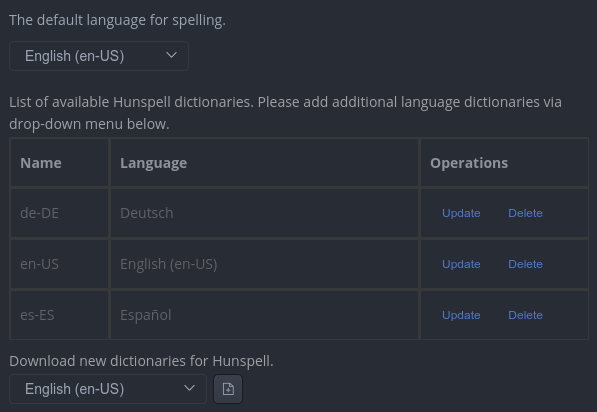 The default language for spelling.
English (en-US)
List of available Hunspell dictionaries. Please add additional language dictionaries via
drop-down menu below.
Name Language Operations
de-DE Deutsch Update Delete
en-US English (en-US) Update Delete
es-ES Español Update Delete
Download new dictionaries for Hunspell.
English (en-US)